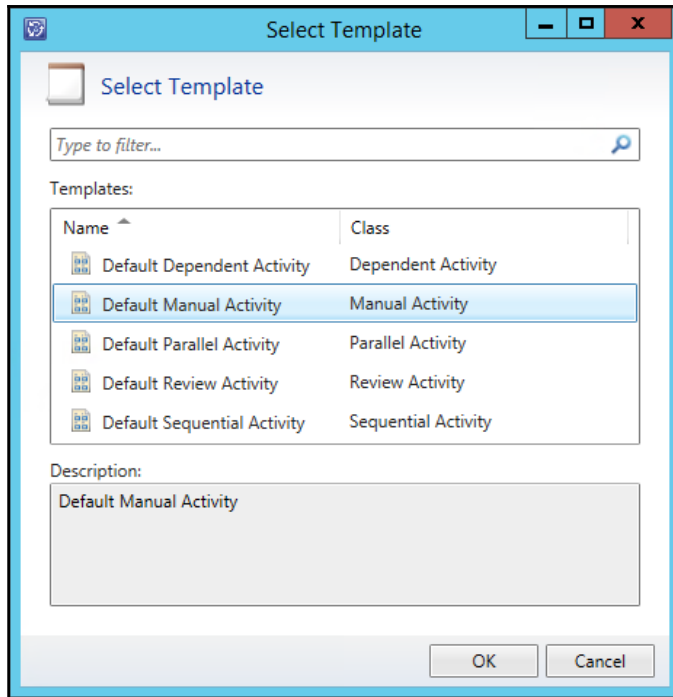 Select Template
Select Template
Type to filter...
Templates:
Name Class
Default Dependent Activity Dependent Activity
Default Manual Activity Manual Activity
Default Parallel Activity Parallel Activity
Default Review Activity Review Activity
Default Sequential Activity Sequential Activity
Description:
Default Manual Activity
OK Cancel